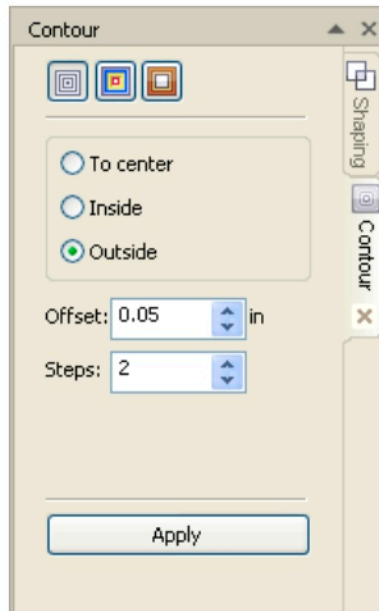 Contour
To center
Inside
Outside
Offset: 0.05 in
Steps: 2
Apply
Shaping
Contour